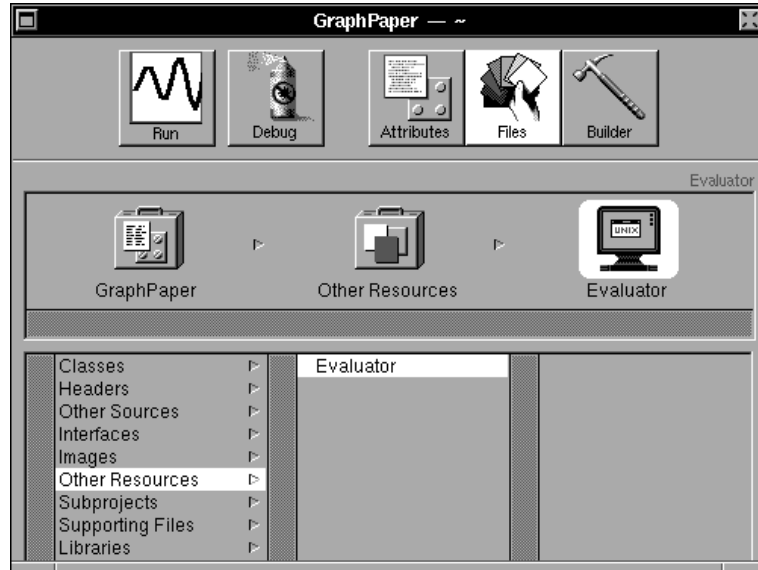 GraphPaper — ~
Run Debug Attributes Files Builder
Evaluator
UNIX
GraphPaper Other Resources Evaluator
Classes Evaluator
Headers
Other Sources
Interfaces
Images
Other Resources
Subprojects
Supporting Files
Libraries